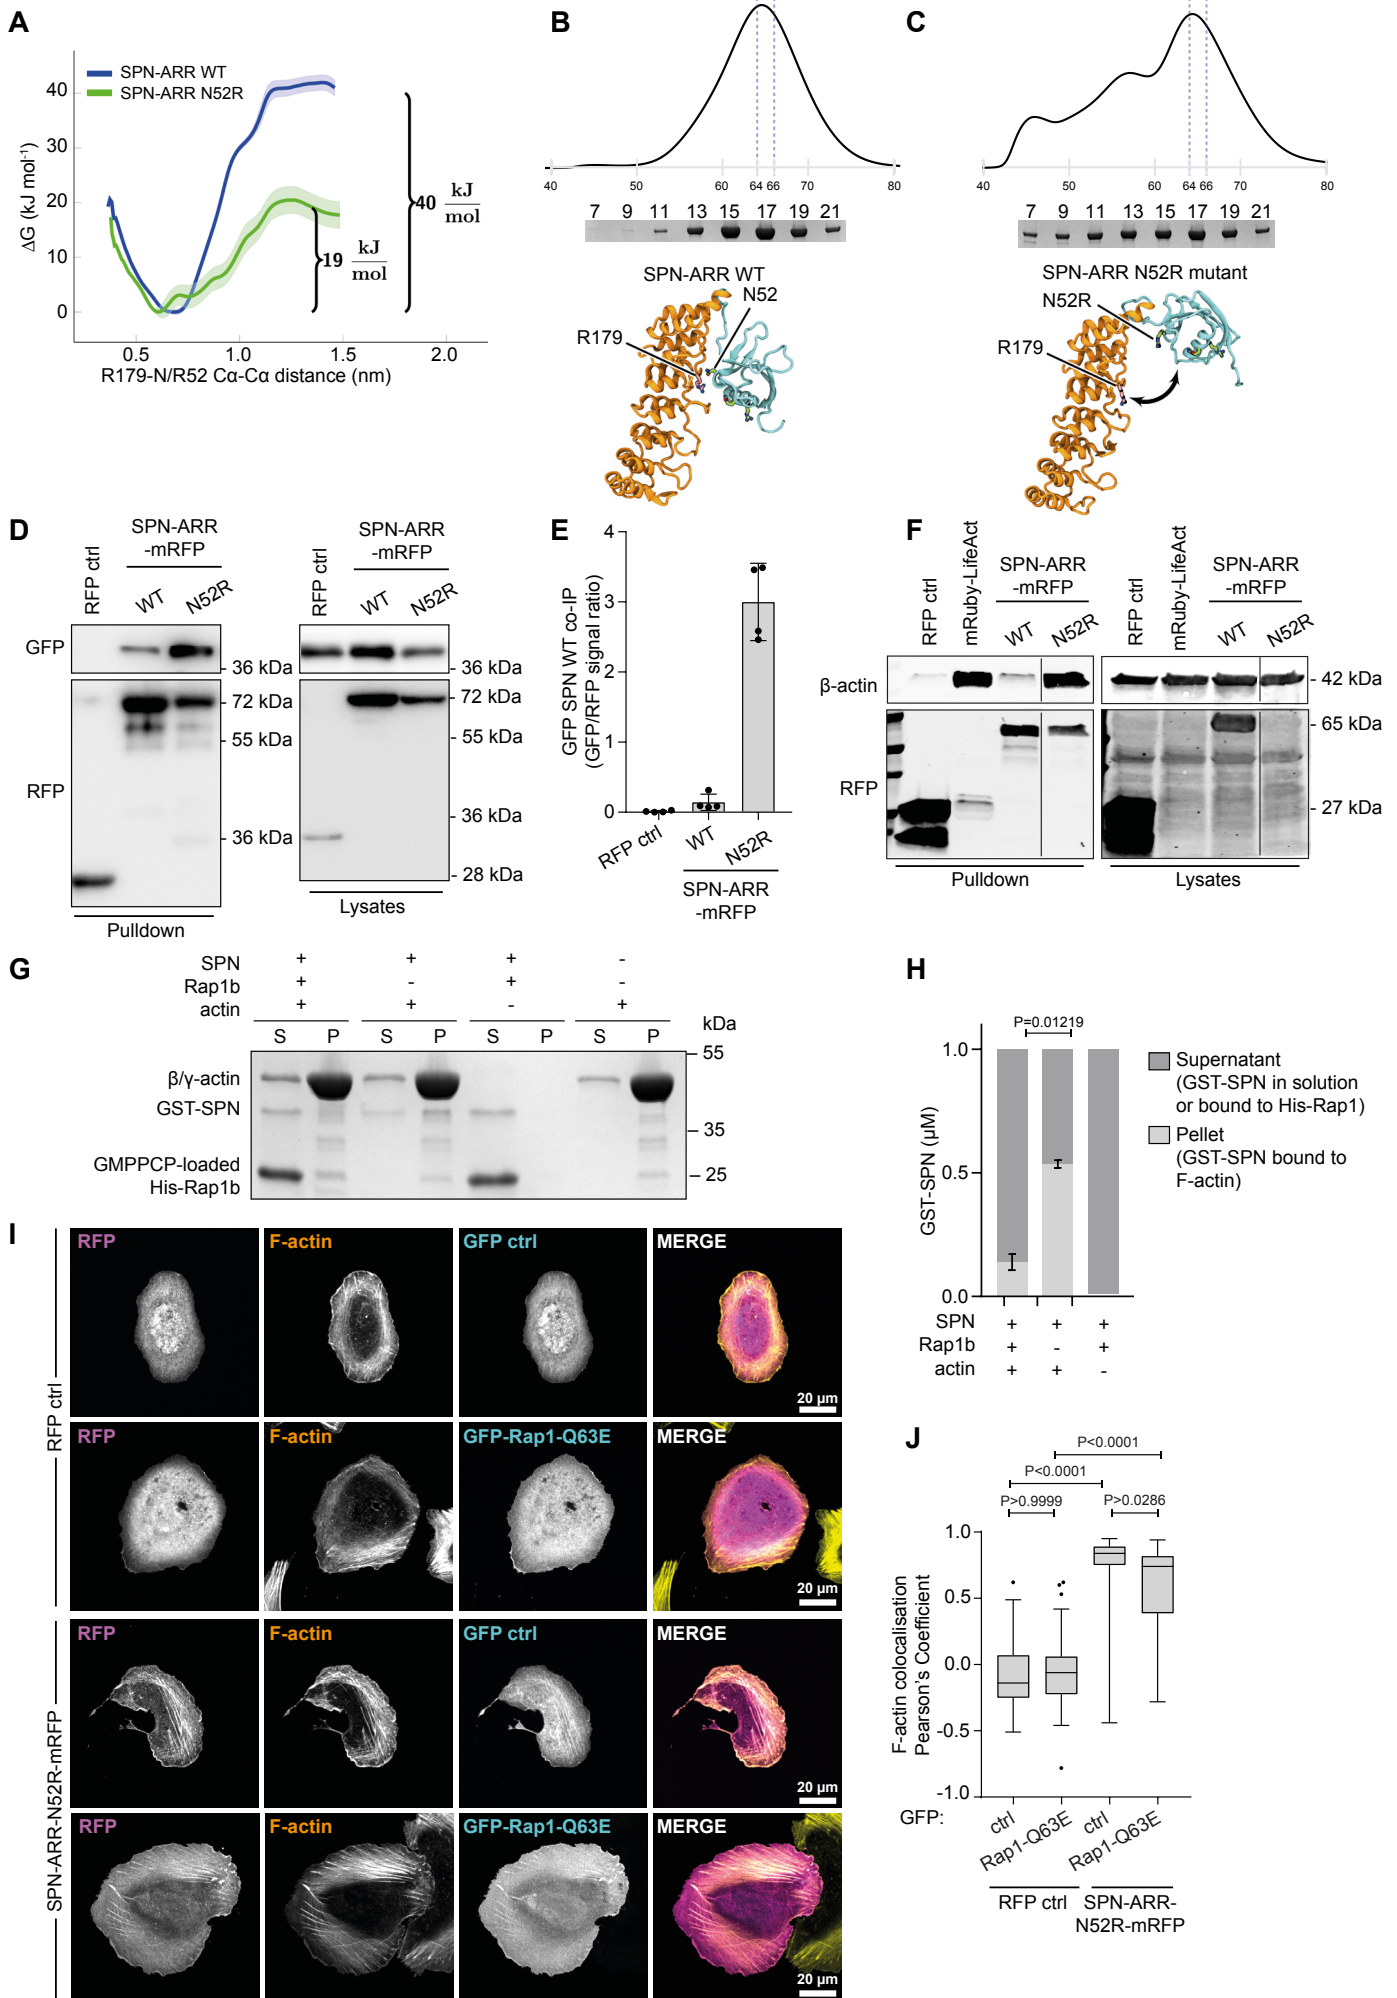 A
SPN-ARR WT
SPN-ARR N52R
40
30
20
10
0
ΔG (kJ mol⁻¹)
0.5 1.0 1.5 2.0
R179-N/R52 Cα-Cα distance (nm)
19 kJ/mol
40 kJ/mol
B
40 50 60 64 66 70 80
7 9 11 13 15 17 19 21
SPN-ARR WT
N52
R179
C
40 50 60 64 66 70 80
7 9 11 13 15 17 19 21
SPN-ARR N52R mutant
N52R
R179
D
RFP ctrl
SPN-ARR
-mRFP
WT
N52R
RFP ctrl
SPN-ARR
-mRFP
WT
N52R
GFP
36 kDa
36 kDa
RFP
72 kDa
55 kDa
36 kDa
72 kDa
55 kDa
36 kDa
28 kDa
Pulldown
Lysates
E
GFP SPN WT co-IP
(GFP/RFP signal ratio)
4
3
2
1
0
RFP ctrl
WT
N52R
SPN-ARR
-mRFP
F
RFP ctrl
mRuby-LifeAct
SPN-ARR
-mRFP
WT
N52R
RFP ctrl
mRuby-LifeAct
SPN-ARR
-mRFP
WT
N52R
β-actin
RFP
42 kDa
65 kDa
27 kDa
Pulldown
Lysates
G
SPN + + + -
Rap1b + - +
actin + + - +
S P S P S P S P
kDa
55
35
25
β/γ-actin
GST-SPN
GMPPCP-loaded
His-Rap1b
H
P=0.01219
GST-SPN (µM)
1.0
0.5
0.0
SPN + + +
Rap1b + - +
actin + + -
Supernatant
(GST-SPN in solution
or bound to His-Rap1)
Pellet
(GST-SPN bound to
F-actin)
I
RFP ctrl
RFP F-actin GFP ctrl MERGE
20 µm
RFP F-actin GFP-Rap1-Q63E MERGE
20 µm
SPN-ARR-N52R-mRFP
RFP F-actin GFP ctrl MERGE
20 µm
RFP F-actin GFP-Rap1-Q63E MERGE
20 µm
J
P<0.0001
P<0.0001
P>0.9999
P>0.0286
F-actin colocalisation
Pearson's Coefficient
1.0
0.5
0.0
-0.5
-1.0
GFP:
ctrl
Rap1-Q63E
ctrl
Rap1-Q63E
RFP ctrl
SPN-ARR-
N52R-mRFP